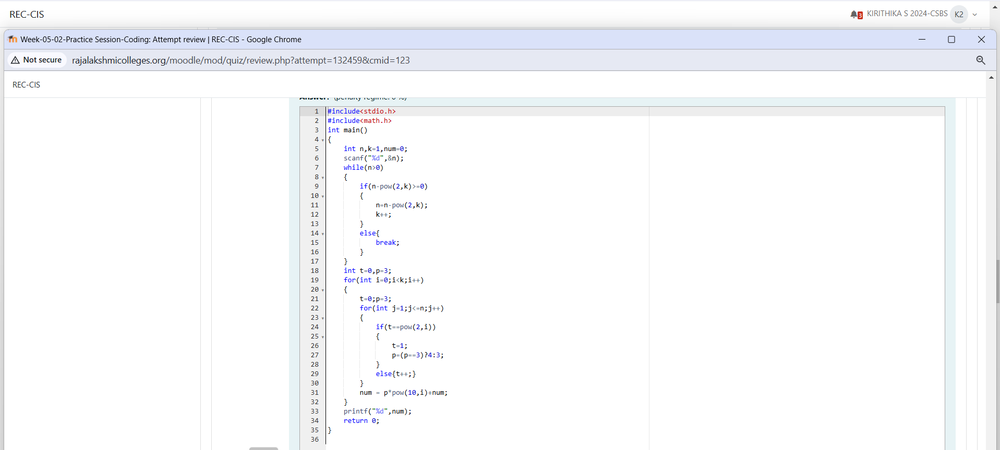 REC-CIS
3 KIRITHIKA S 2024-CSBS K2
Week-05-02-Practice Session-Coding: Attempt review | REC-CIS - Google Chrome
Not secure rajalakshmicolleges.org/moodle/mod/quiz/review.php?attempt=132459&cmid=123
REC-CIS
Answer: (penalty regime: 0 %)
1 #include<stdio.h>
2 #include<math.h>
3 int main()
4 {
5 int n,k=1,num=0;
6 scanf("%d",&n);
7 while(n>0)
8 {
9 if(n-pow(2,k)>=0)
10 {
11 n=n-pow(2,k);
12 k++;
13 }
14 else{
15 break;
16 }
17 }
18 int t=0,p=3;
19 for(int i=0;i<k;i++)
20 {
21 t=0;p=3;
22 for(int j=1;j<=n;j++)
23 {
24 if(t==pow(2,i))
25 {
26 t=1;
27 p=(p==3)?4:3;
28 }
29 else{t++;}
30 }
31 num = p*pow(10,i)+num;
32 }
33 printf("%d",num);
34 return 0;
35 }
36